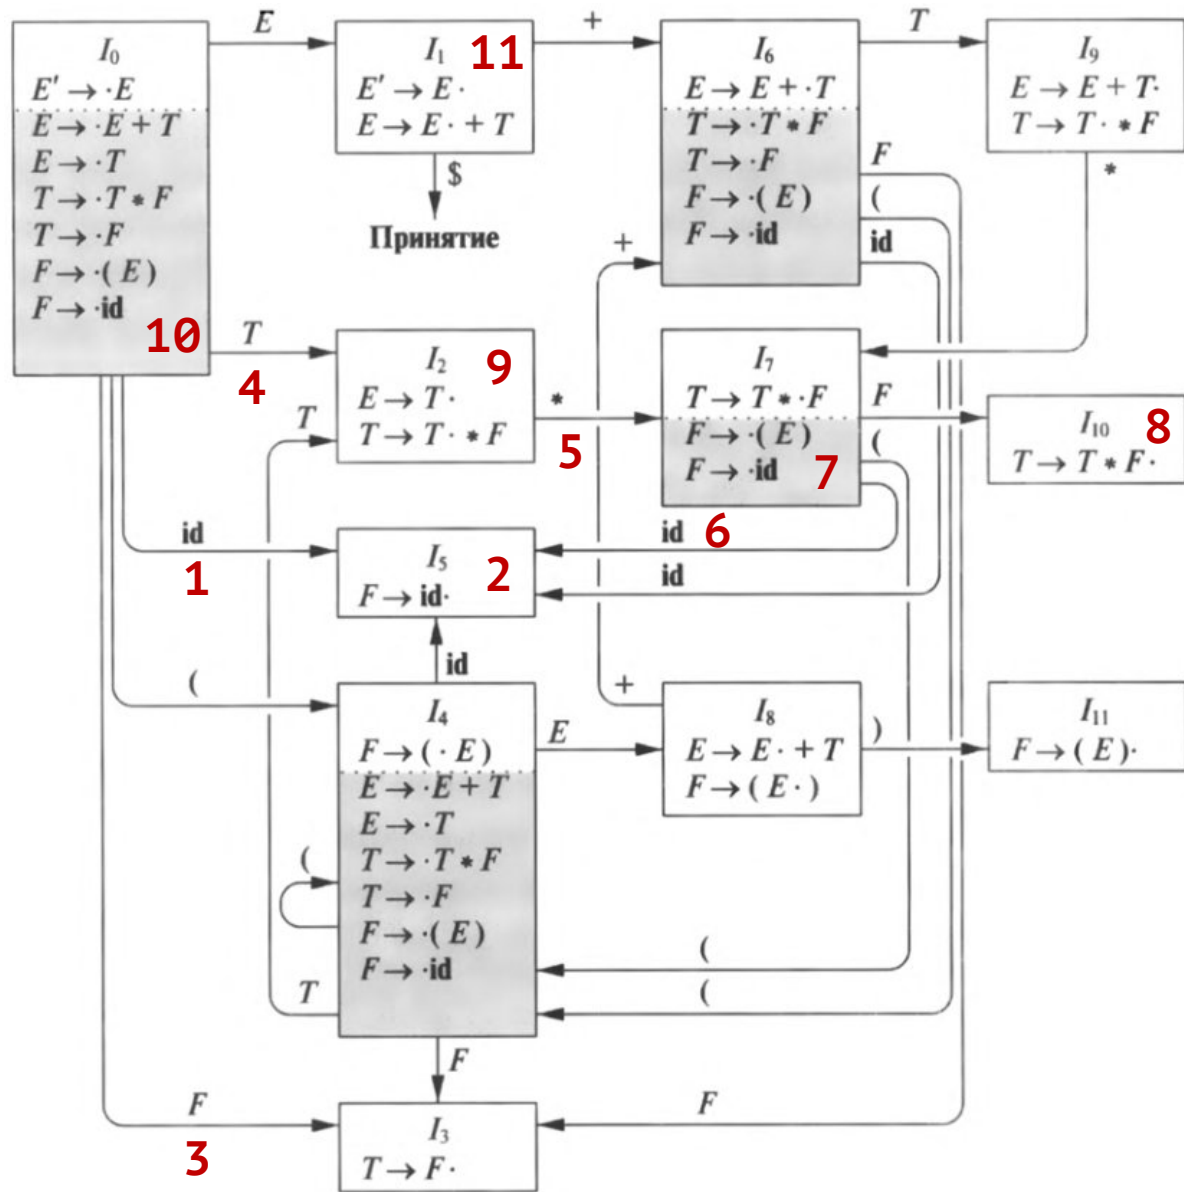 I₀
E' → ·E
E → ·E + T
E → ·T
T → ·T * F
T → ·F
F → ·( E )
F → ·id
10
E
I₁
11
E' → E ·
E → E · + T
$
Принятие
+
I₆
E → E + ·T
T → ·T * F
T → ·F
F → ·( E )
F → ·id
T
I₉
E → E + T·
T → T · * F
*
F
(
id
+
T
4
I₂
9
E → T ·
T → T · * F
T
*
5
I₇
T → T * ·F
F → ·( E )
F → ·id
7
F
(
I₁₀
8
T → T * F ·
id
1
I₅
2
F → id·
id
6
id
id
(
I₄
F → ( · E )
E → ·E + T
E → ·T
T → ·T * F
T → ·F
F → ·( E )
F → ·id
E
+
I₈
E → E · + T
F → ( E · )
)
I₁₁
F → ( E ) ·
(
T
(
(
F
F
3
I₃
T → F ·
F